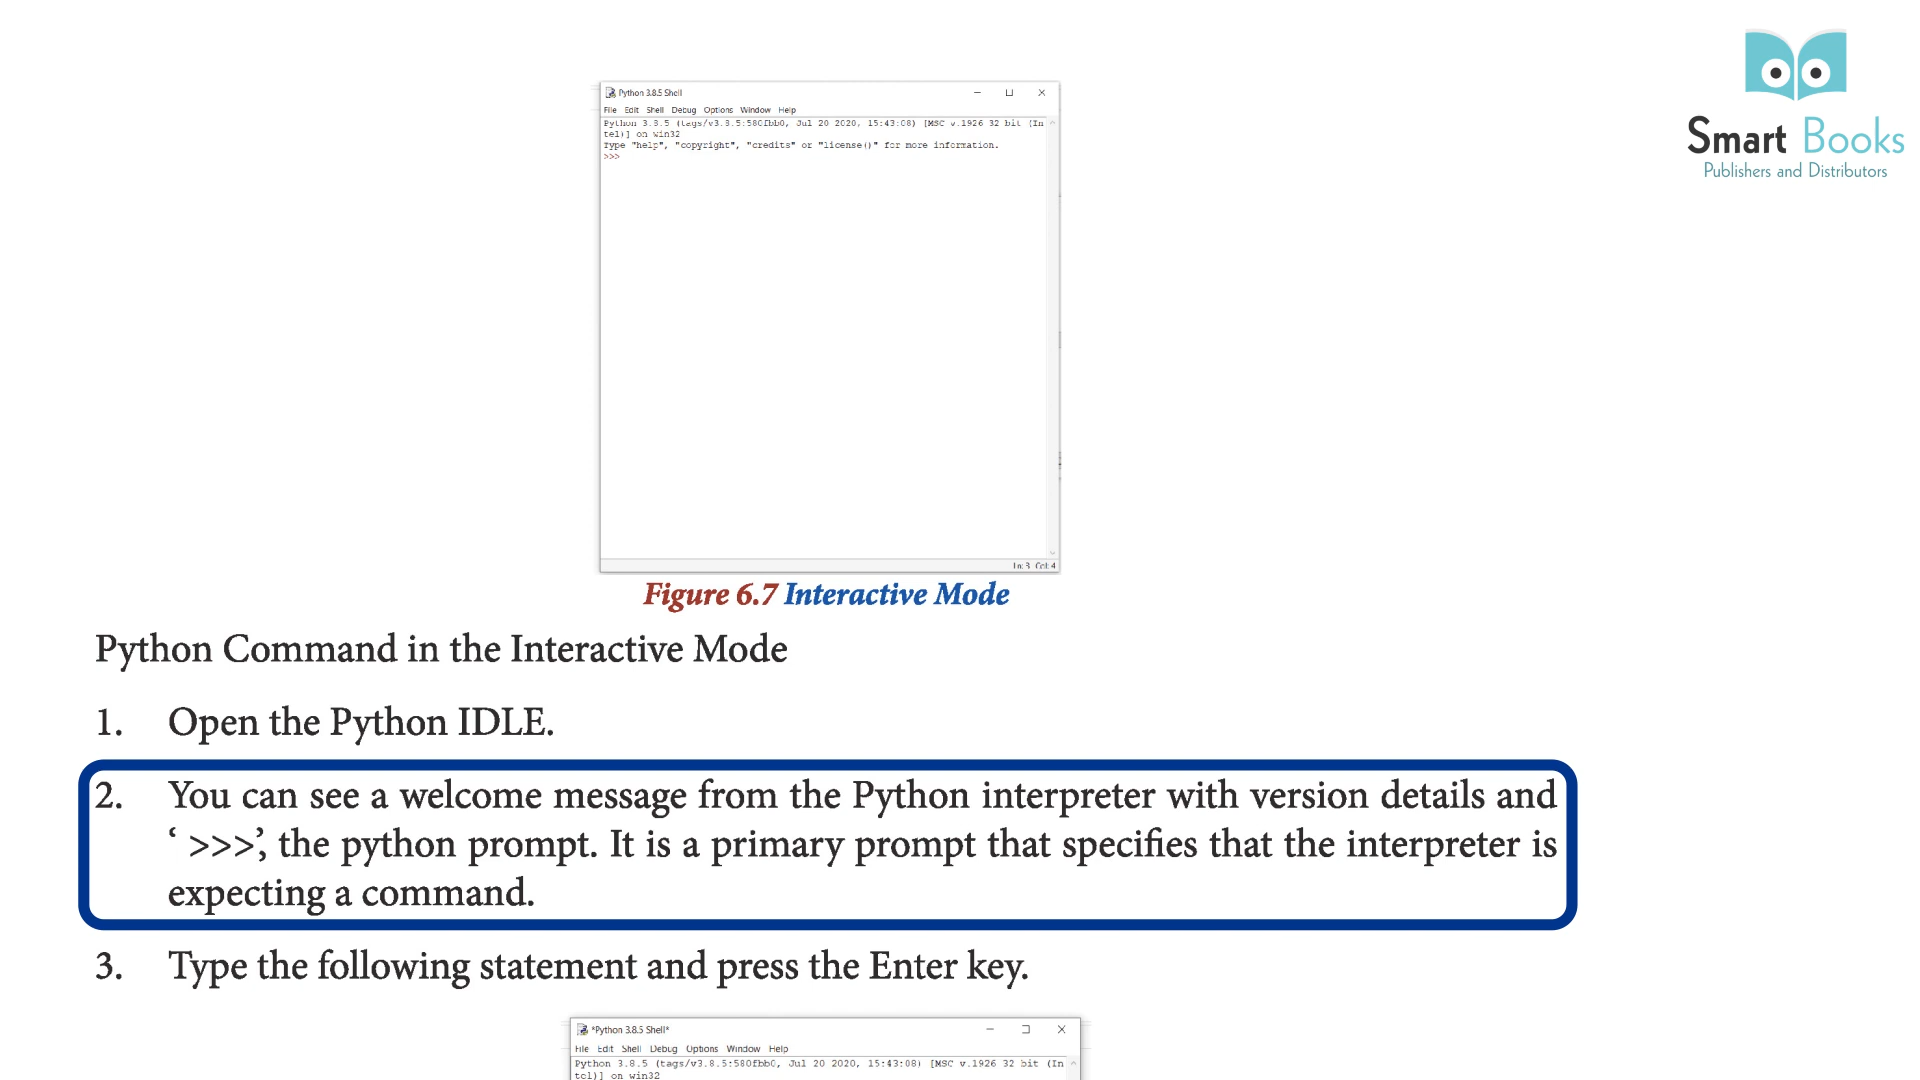 Smart Books
Publishers and Distributors
Python 3.8.5 Shell
File Edit Shell Debug Options Window Help
Python 3.8.5 (tags/v3.8.5:580fbb0, Jul 20 2020, 15:43:08) [MSC v.1926 32 bit (In
tel)] on win32
Type "help", "copyright", "credits" or "license()" for more information.
>>>
Ln: 3 Col: 4
Figure 6.7 Interactive Mode
Python Command in the Interactive Mode
1. Open the Python IDLE.
2. You can see a welcome message from the Python interpreter with version details and
‘ >>>’, the python prompt. It is a primary prompt that specifies that the interpreter is
expecting a command.
3. Type the following statement and press the Enter key.
*Python 3.8.5 Shell*
File Edit Shell Debug Options Window Help
Python 3.8.5 (tags/v3.8.5:580fbb0, Jul 20 2020, 15:43:08) [MSC v.1926 32 bit (In
tel)] on win32